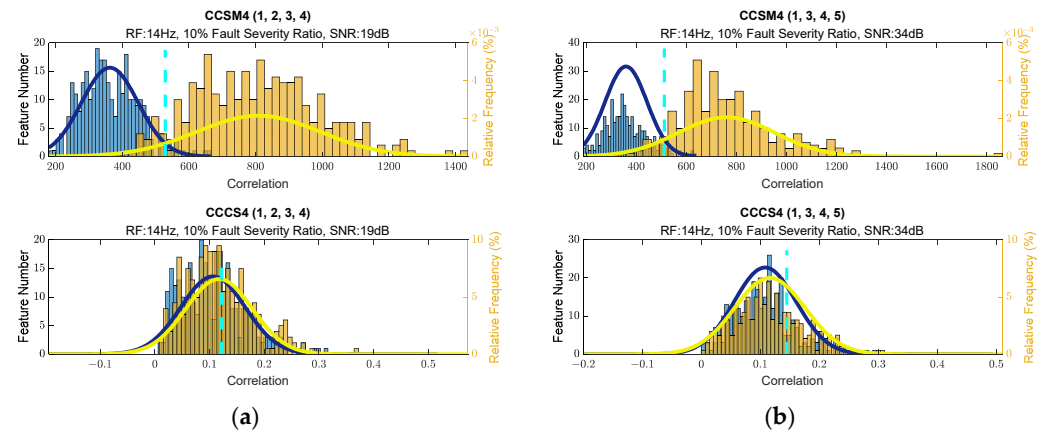 CCSM4 (1, 2, 3, 4)
RF:14Hz, 10% Fault Severity Ratio, SNR:19dB
×10⁻³
20
15
10
5
0
Feature Number
6
4
2
0
Relative Frequency (%)
200 400 600 800 1000 1200 1400
Correlation
CCSM4 (1, 3, 4, 5)
RF:14Hz, 10% Fault Severity Ratio, SNR:34dB
×10⁻³
40
30
20
10
0
Feature Number
6
4
2
0
Relative Frequency (%)
200 400 600 800 1000 1200 1400 1600 1800
Correlation
CCCS4 (1, 2, 3, 4)
RF:14Hz, 10% Fault Severity Ratio, SNR:19dB
20
15
10
5
0
Feature Number
10
5
0
Relative Frequency (%)
−0.1 0 0.1 0.2 0.3 0.4 0.5
Correlation
CCCS4 (1, 3, 4, 5)
RF:14Hz, 10% Fault Severity Ratio, SNR:34dB
30
20
10
0
Feature Number
10
5
0
Relative Frequency (%)
−0.2 −0.1 0 0.1 0.2 0.3 0.4 0.5
Correlation
(a)
(b)